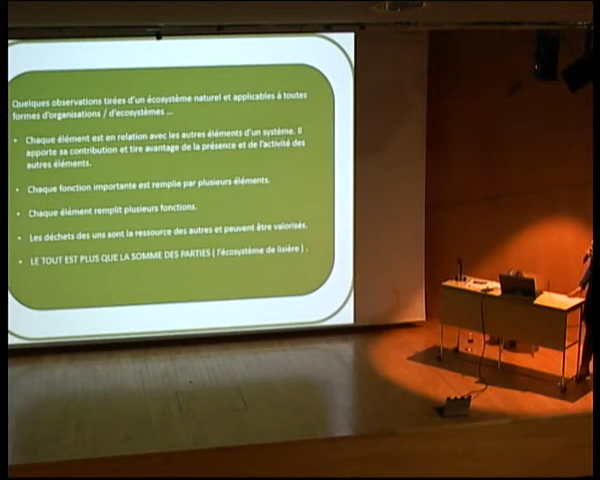 Quelques observations tirées d'un écosystème naturel et applicables à toutes
formes d'organisations / d'ecosystèmes ...
• Chaque élément est en relation avec les autres éléments d'un système. Il
apporte sa contribution et tire avantage de la présence et de l'activité des
autres éléments.
• Chaque fonction importante est remplie par plusieurs éléments.
• Chaque élément remplit plusieurs fonctions.
• Les déchets des uns sont la ressource des autres et peuvent être valorisés.
• LE TOUT EST PLUS QUE LA SOMME DES PARTIES ( l'écosystème de lisière ) .